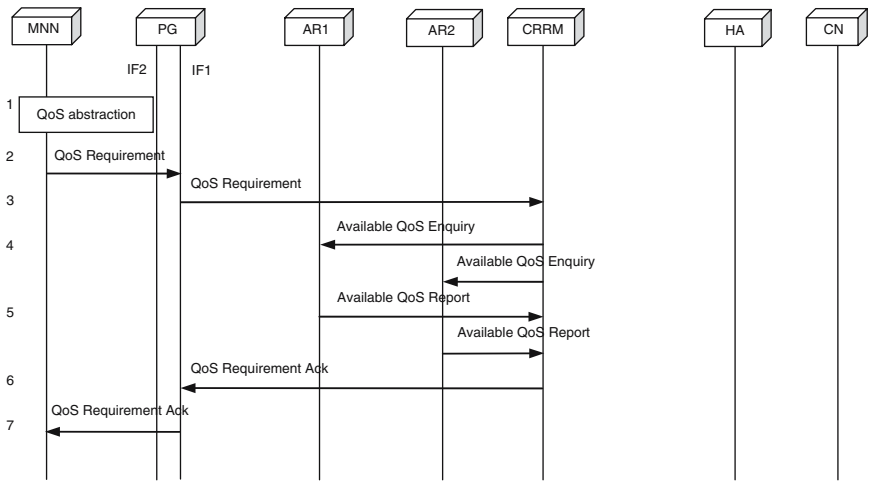 MNN
PG
AR1
AR2
CRRM
HA
CN
IF2
IF1
1
QoS abstraction
2
QoS Requirement
3
QoS Requirement
4
Available QoS Enquiry
Available QoS Enquiry
5
Available QoS Report
Available QoS Report
6
QoS Requirement Ack
7
QoS Requirement Ack